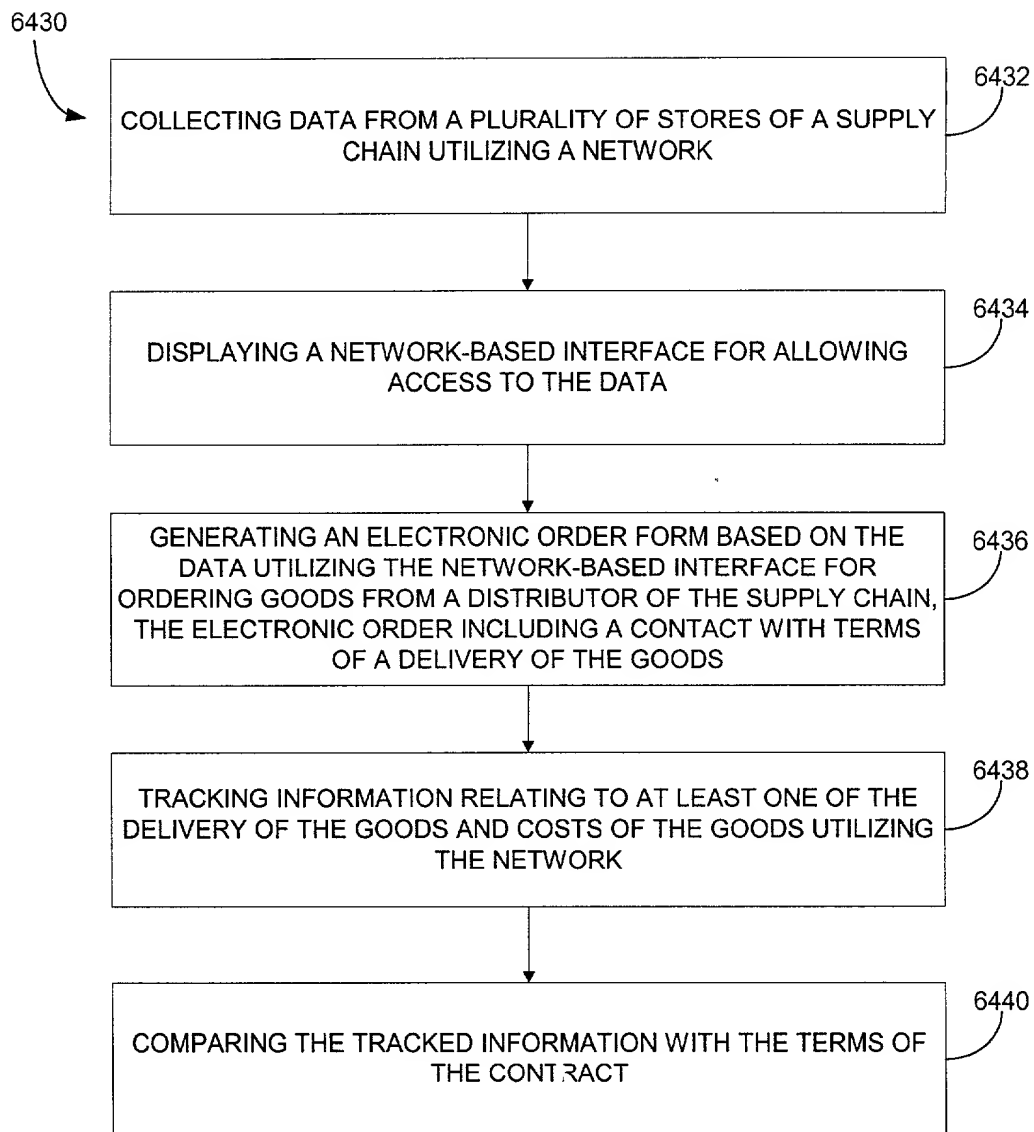 6430
6432
COLLECTING DATA FROM A PLURALITY OF STORES OF A SUPPLY
CHAIN UTILIZING A NETWORK
6434
DISPLAYING A NETWORK-BASED INTERFACE FOR ALLOWING
ACCESS TO THE DATA
6436
GENERATING AN ELECTRONIC ORDER FORM BASED ON THE
DATA UTILIZING THE NETWORK-BASED INTERFACE FOR
ORDERING GOODS FROM A DISTRIBUTOR OF THE SUPPLY CHAIN,
THE ELECTRONIC ORDER INCLUDING A CONTACT WITH TERMS
OF A DELIVERY OF THE GOODS
6438
TRACKING INFORMATION RELATING TO AT LEAST ONE OF THE
DELIVERY OF THE GOODS AND COSTS OF THE GOODS UTILIZING
THE NETWORK
6440
COMPARING THE TRACKED INFORMATION WITH THE TERMS OF
THE CONTRACT